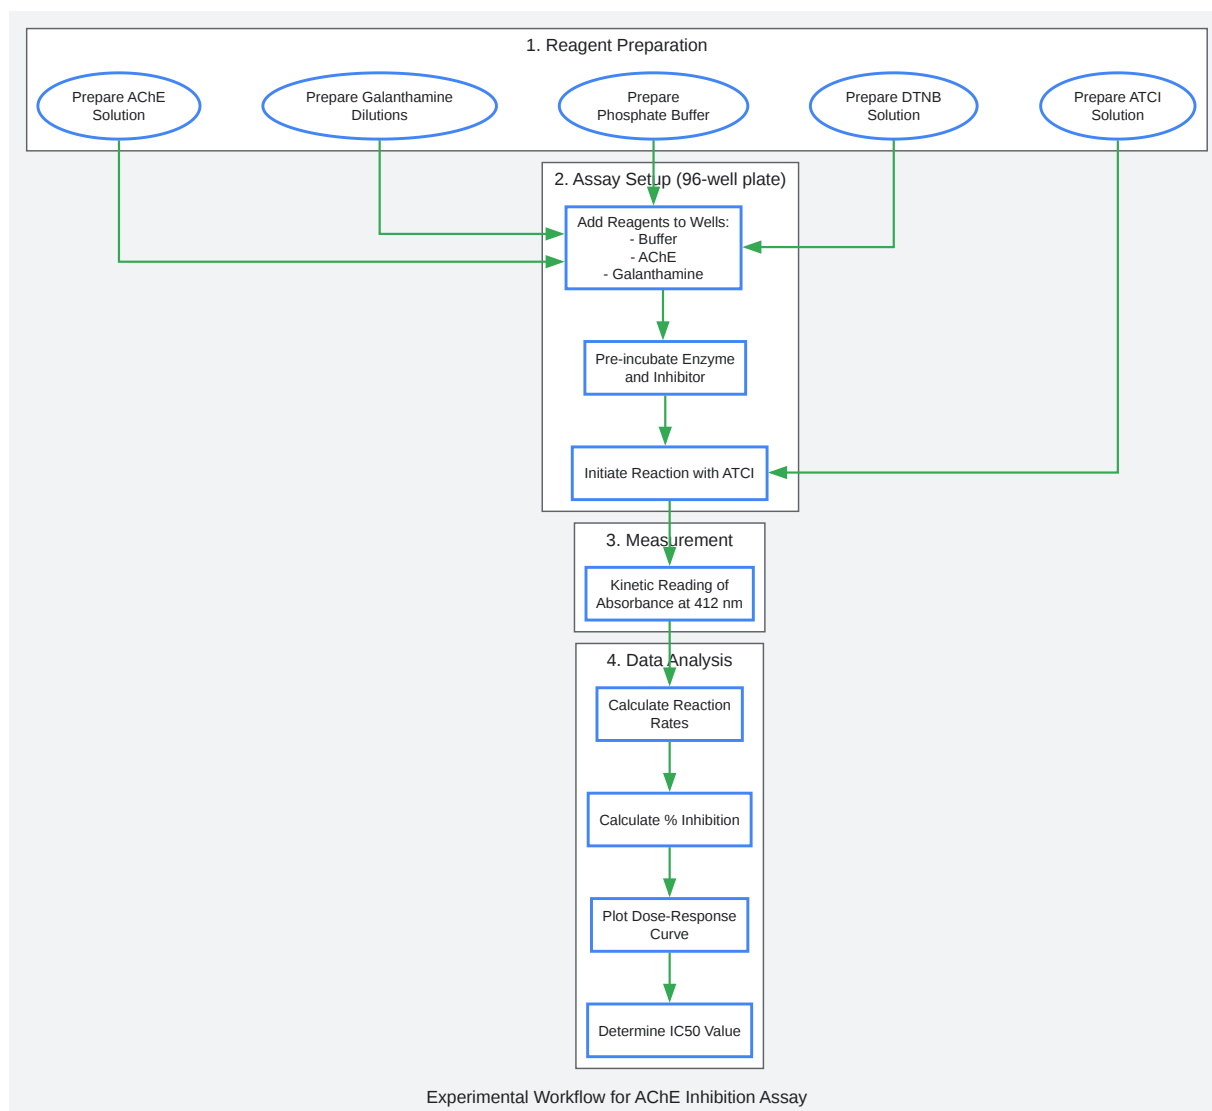 1. Reagent Preparation
Prepare AChE
Solution
Prepare Galanthamine
Dilutions
Prepare
Phosphate Buffer
Prepare DTNB
Solution
Prepare ATCI
Solution
2. Assay Setup (96-well plate)
Add Reagents to Wells:
- Buffer
- AChE
- Galanthamine
Pre-incubate Enzyme
and Inhibitor
Initiate Reaction with ATCI
3. Measurement
Kinetic Reading of
Absorbance at 412 nm
4. Data Analysis
Calculate Reaction
Rates
Calculate % Inhibition
Plot Dose-Response
Curve
Determine IC50 Value
Experimental Workflow for AChE Inhibition Assay